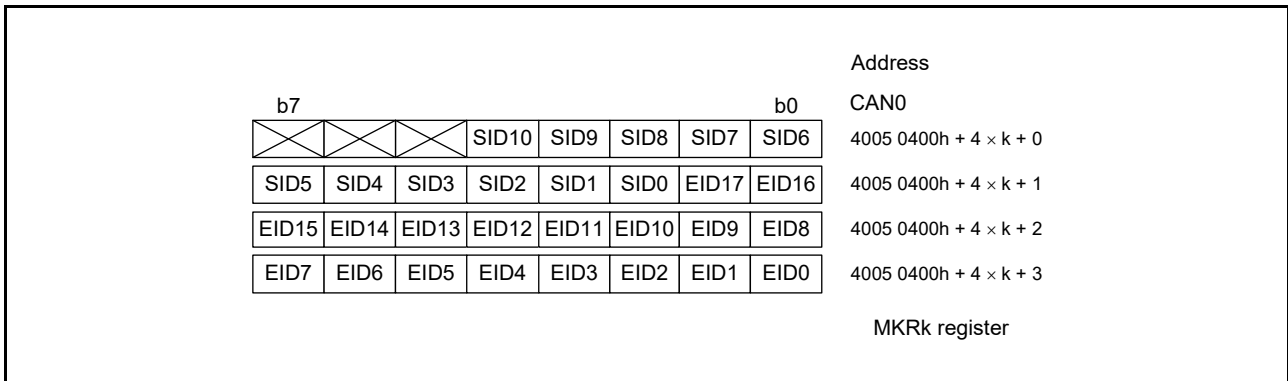 Address
b7 b0 CAN0
SID10 SID9 SID8 SID7 SID6 4005 0400h + 4 × k + 0
SID5 SID4 SID3 SID2 SID1 SID0 EID17 EID16 4005 0400h + 4 × k + 1
EID15 EID14 EID13 EID12 EID11 EID10 EID9 EID8 4005 0400h + 4 × k + 2
EID7 EID6 EID5 EID4 EID3 EID2 EID1 EID0 4005 0400h + 4 × k + 3
MKRk register